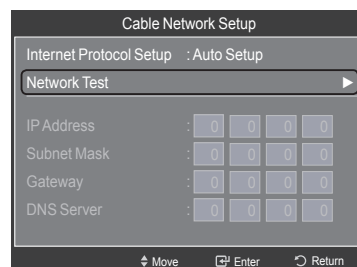 Cable Network Setup
Internet Protocol Setup : Auto Setup
Network Test
IP Address : 0 0 0 0
Subnet Mask : 0 0 0 0
Gateway : 0 0 0 0
DNS Server : 0 0 0 0
Move Enter Return